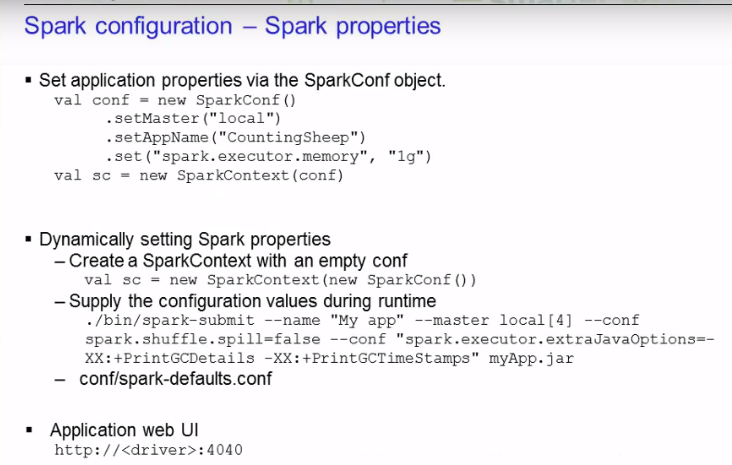 Spark configuration – Spark properties
▪ Set application properties via the SparkConf object.
val conf = new SparkConf()
.setMaster("local")
.setAppName("CountingSheep")
.set("spark.executor.memory", "1g")
val sc = new SparkContext(conf)
▪ Dynamically setting Spark properties
– Create a SparkContext with an empty conf
val sc = new SparkContext(new SparkConf())
– Supply the configuration values during runtime
./bin/spark-submit --name "My app" --master local[4] --conf
spark.shuffle.spill=false --conf "spark.executor.extraJavaOptions=-
XX:+PrintGCDetails -XX:+PrintGCTimeStamps" myApp.jar
– conf/spark-defaults.conf
▪ Application web UI
http://<driver>:4040